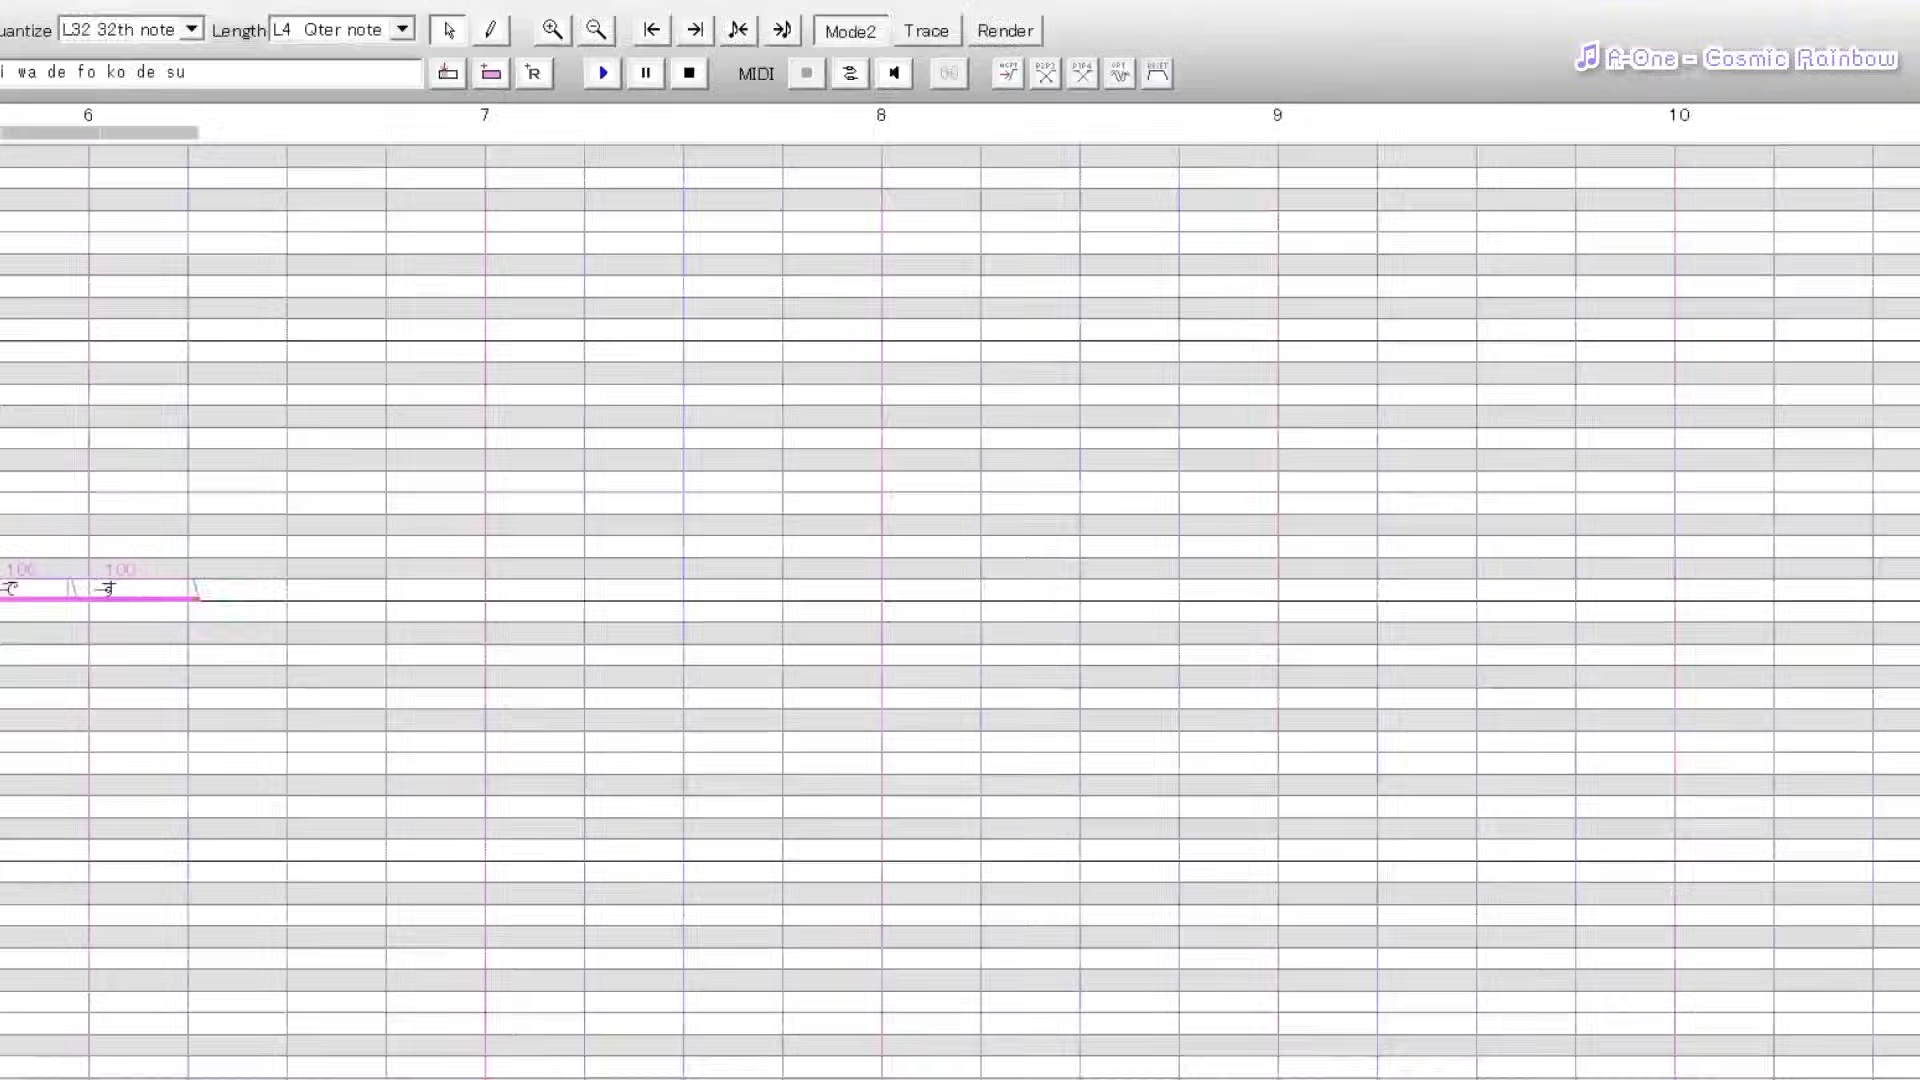 uantize L32 32th note Length L4 Qter note Mode2 Trace Render
i wa de fo ko de su
MIDI
♫ A-One - Cosmic Rainbow
6 7 8 9 10
100 100
で す